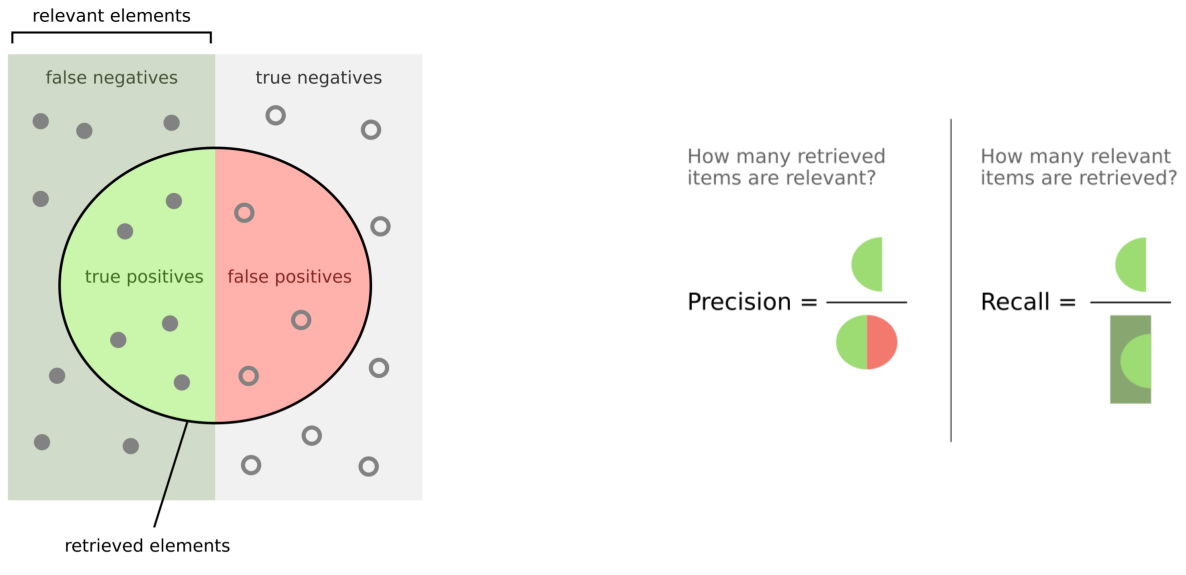 relevant elements
false negatives
true negatives
true positives
false positives
retrieved elements
How many retrieved
items are relevant?
Precision =
How many relevant
items are retrieved?
Recall =